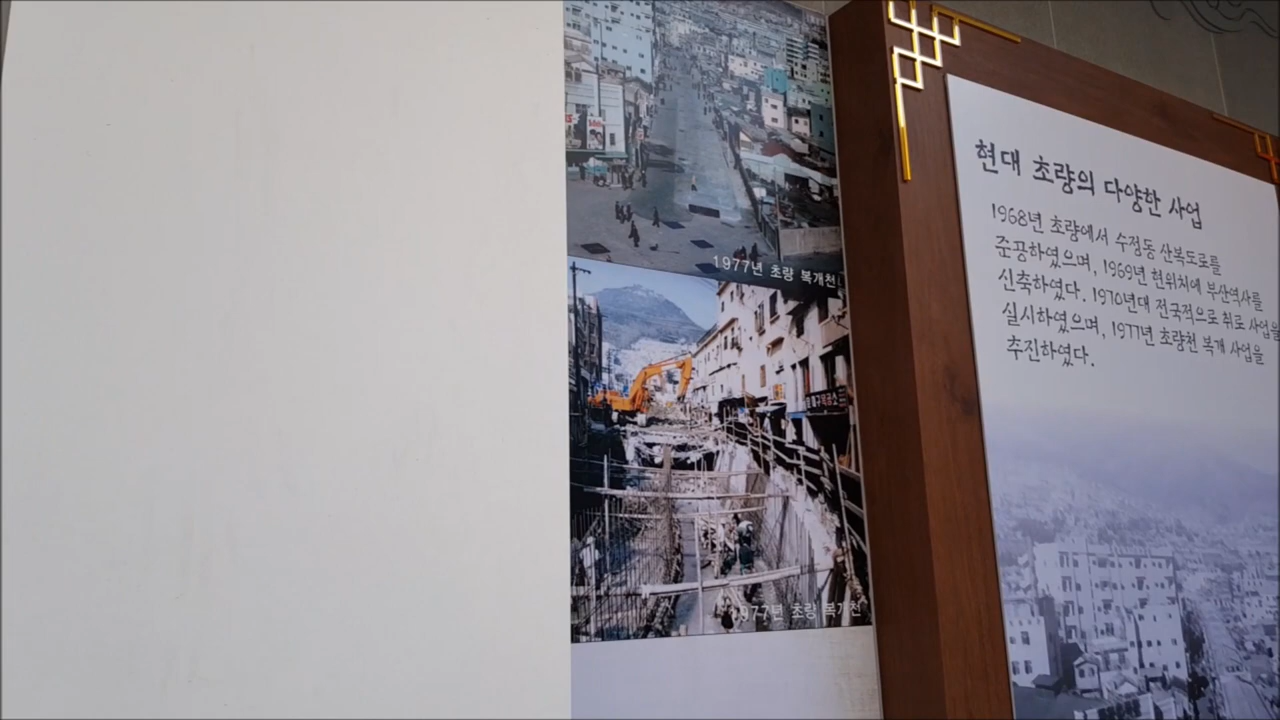 1977년 초량 복개천
1977년 초량 복개천
현대 초량의 다양한 사업
1968년 초량에서 수정동 산복도로를
준공하였으며, 1969년 현위치에 부산역사를
신축하였다. 1970년대 전국적으로 취로 사업을
실시하였으며, 1977년 초량천 복개 사업을
추진하였다.